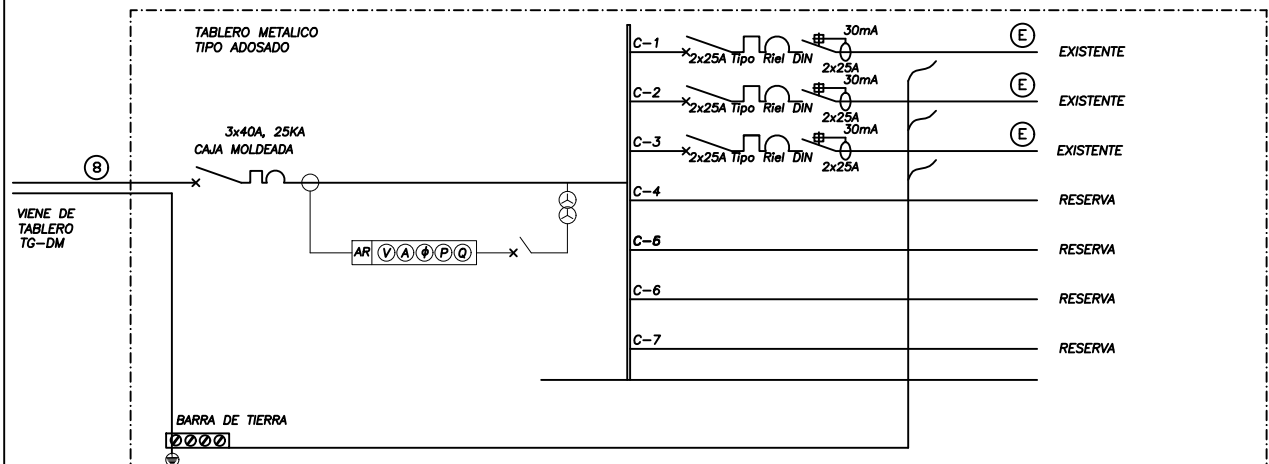 TABLERO METALICO
TIPO ADOSADO
C-1
2x25A Tipo Riel DIN
30mA
2x25A
E
EXISTENTE
C-2
2x25A Tipo Riel DIN
30mA
2x25A
E
EXISTENTE
C-3
2x25A Tipo Riel DIN
30mA
2x25A
E
EXISTENTE
3x40A, 25KA
CAJA MOLDEADA
8
VIENE DE
TABLERO
TG-DM
AR V A ϕ P Q
C-4
RESERVA
C-6
RESERVA
C-6
RESERVA
C-7
RESERVA
BARRA DE TIERRA